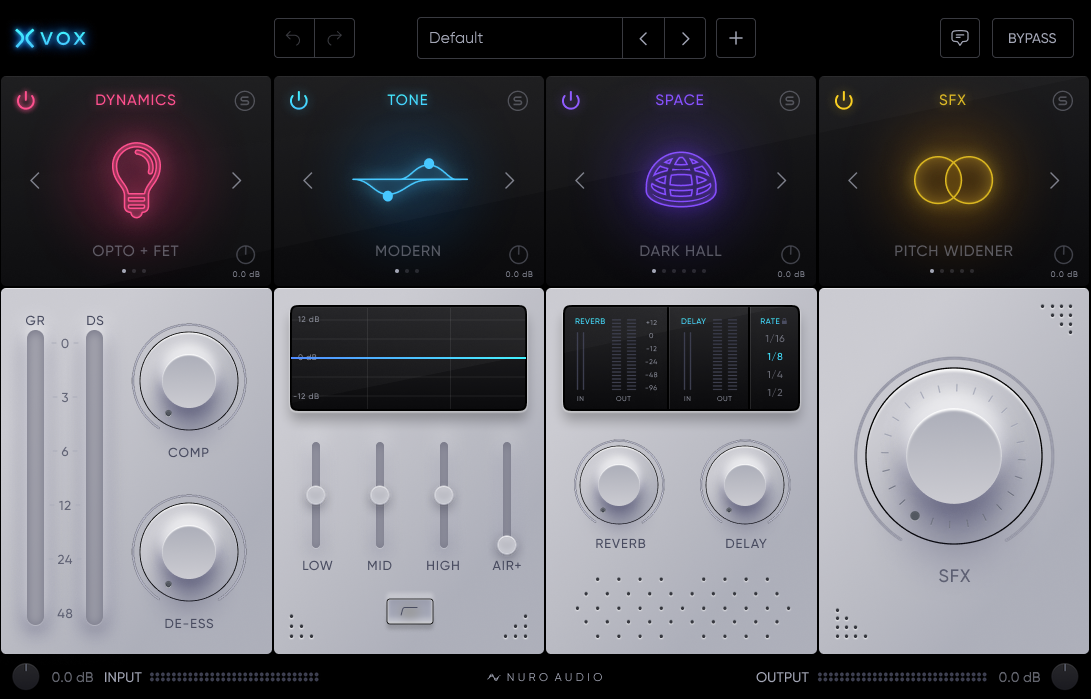 XVOX
Default
BYPASS
DYNAMICS
S
OPTO + FET
0.0 dB
TONE
S
MODERN
0.0 dB
SPACE
S
DARK HALL
0.0 dB
SFX
S
PITCH WIDENER
0.0 dB
GR DS
0
3
6
12
24
48
COMP
DE-ESS
12 dB
0 dB
-12 dB
LOW MID HIGH AIR+
REVERB
+12
0
-12
-24
-48
-96
IN OUT
DELAY
IN OUT
RATE
1/16
1/8
1/4
1/2
REVERB DELAY
SFX
0.0 dB INPUT
NURO AUDIO
OUTPUT 0.0 dB